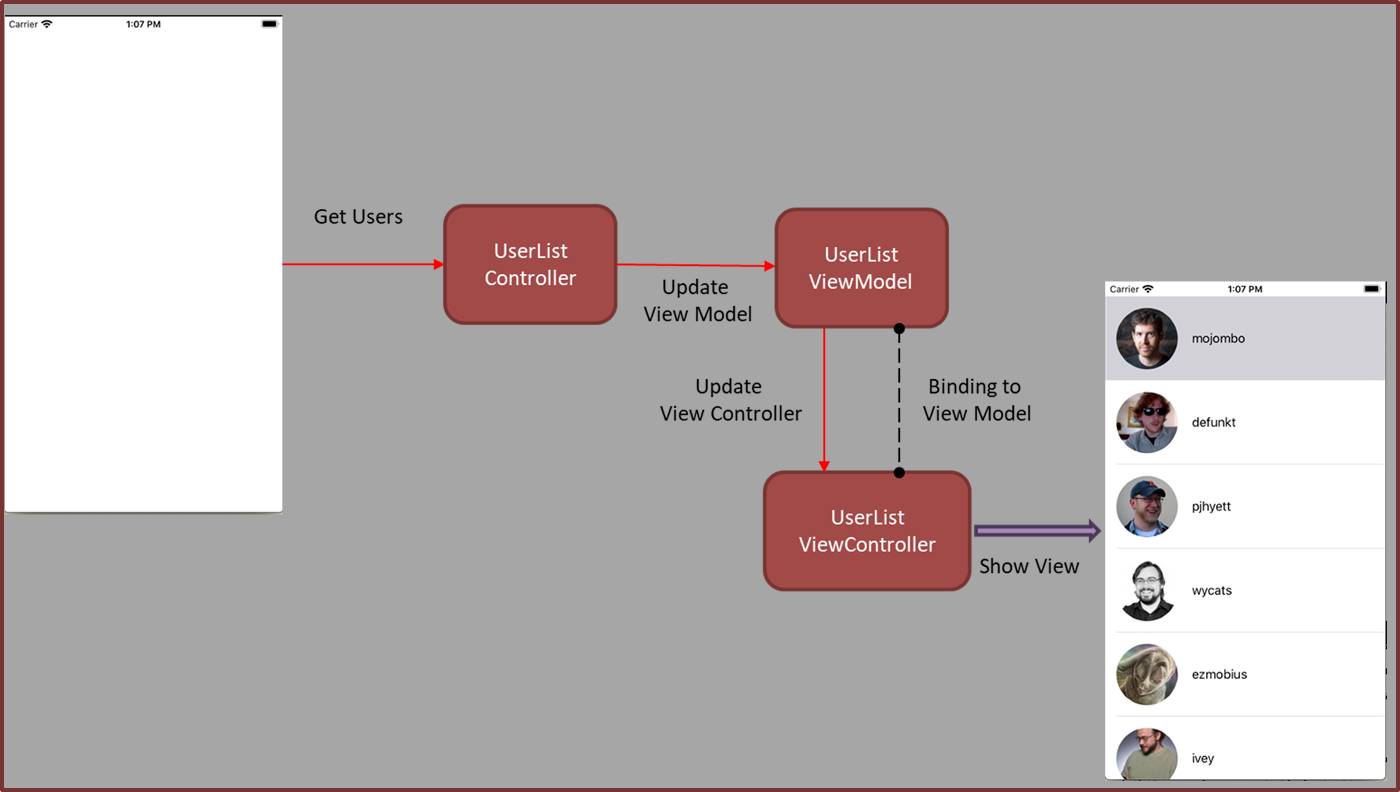 Carrier 1:07 PM
Get Users
UserList
Controller
Update
View Model
UserList
ViewModel
Update
View Controller
Binding to
View Model
UserList
ViewController
Show View
Carrier 1:07 PM
mojombo
defunkt
pjhyett
wycats
ezmobius
ivey